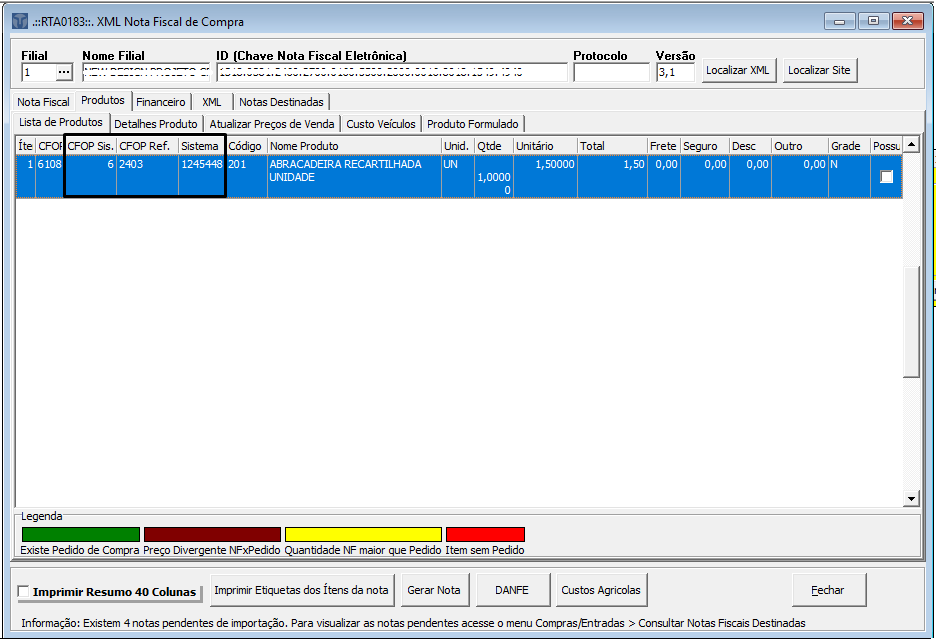 .::RTA0183::. XML Nota Fiscal de Compra
Filial Nome Filial ID (Chave Nota Fiscal Eletrônica) Protocolo Versão
1 ... 3,1 Localizar XML Localizar Site
Nota Fiscal Produtos Financeiro XML Notas Destinadas
Lista de Produtos Detalhes Produto Atualizar Preços de Venda Custo Veículos Produto Formulado
Íte CFOP CFOP Sis. CFOP Ref. Sistema Código Nome Produto Unid. Qtde Unitário Total Frete Seguro Desc Outro Grade Possu
1 6108 6 2403 1245448 201 ABRACADEIRA RECARTILHADA UN 1,50000 1,50 0,00 0,00 0,00 0,00 N
UNIDADE 1,0000
0
Legenda
Existe Pedido de Compra Preço Divergente NFxPedido Quantidade NF maior que Pedido Item sem Pedido
Imprimir Resumo 40 Colunas Imprimir Etiquetas dos Ítens da nota Gerar Nota DANFE Custos Agricolas Fechar
Informação: Existem 4 notas pendentes de importação. Para visualizar as notas pendentes acesse o menu Compras/Entradas > Consultar Notas Fiscais Destinadas